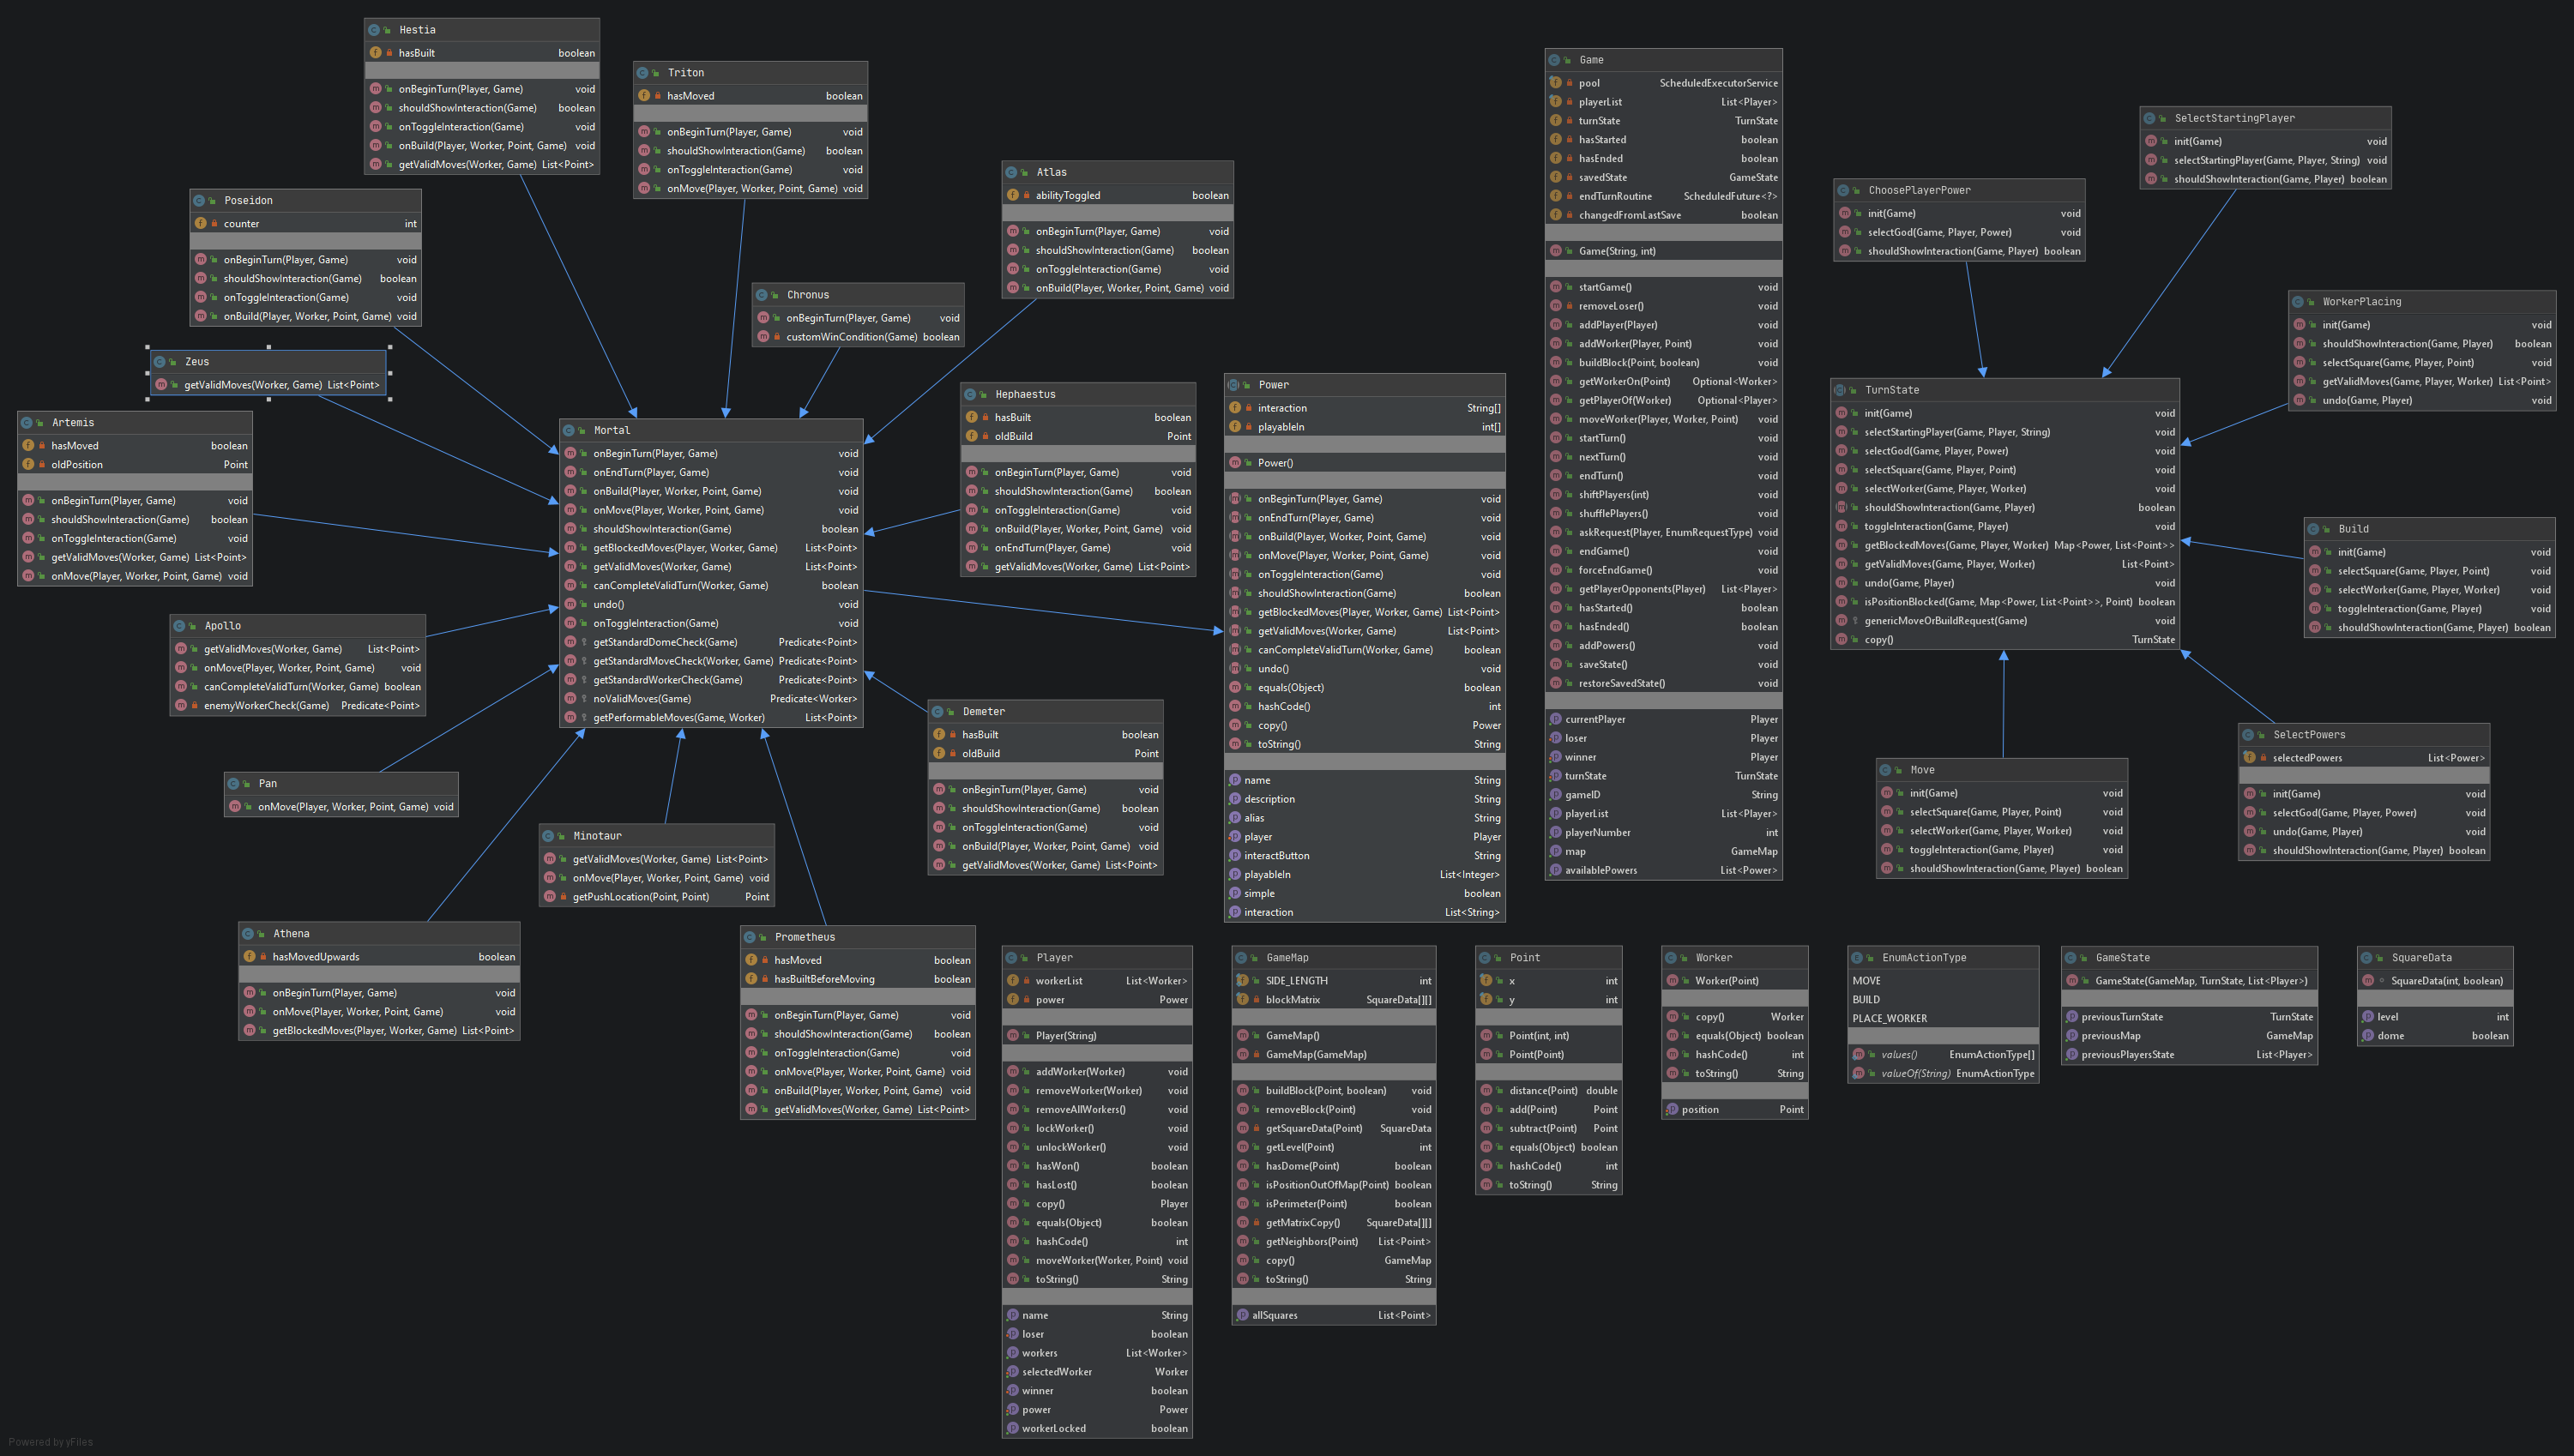 Hestia
hasBuilt boolean
onBeginTurn(Player, Game) void
shouldShowInteraction(Game) boolean
onToggleInteraction(Game) void
onBuild(Player, Worker, Point, Game) void
getValidMoves(Worker, Game) List<Point>
Triton
hasMoved boolean
onBeginTurn(Player, Game) void
shouldShowInteraction(Game) boolean
onToggleInteraction(Game) void
onMove(Player, Worker, Point, Game) void
Poseidon
counter int
onBeginTurn(Player, Game) void
shouldShowInteraction(Game) boolean
onToggleInteraction(Game) void
onBuild(Player, Worker, Point, Game) void
Atlas
abilityToggled boolean
onBeginTurn(Player, Game) void
shouldShowInteraction(Game) boolean
onToggleInteraction(Game) void
onBuild(Player, Worker, Point, Game) void
Chronus
onBeginTurn(Player, Game) void
customWinCondition(Game) boolean
Zeus
getValidMoves(Worker, Game) List<Point>
Artemis
hasMoved boolean
oldPosition Point
onBeginTurn(Player, Game) void
shouldShowInteraction(Game) boolean
onToggleInteraction(Game) void
getValidMoves(Worker, Game) List<Point>
onMove(Player, Worker, Point, Game) void
Mortal
onBeginTurn(Player, Game) void
onEndTurn(Player, Game) void
onBuild(Player, Worker, Point, Game) void
onMove(Player, Worker, Point, Game) void
shouldShowInteraction(Game) boolean
getBlockedMoves(Player, Worker, Game) List<Point>
getValidMoves(Worker, Game) List<Point>
canCompleteValidTurn(Worker, Game) boolean
undo() void
onToggleInteraction(Game) void
getStandardDomeCheck(Game) Predicate<Point>
getStandardMoveCheck(Worker, Game) Predicate<Point>
getStandardWorkerCheck(Game) Predicate<Point>
noValidMoves(Game) Predicate<Worker>
getPerformableMoves(Game, Worker) List<Point>
Hephaestus
hasBuilt boolean
oldBuild Point
onBeginTurn(Player, Game) void
shouldShowInteraction(Game) boolean
onToggleInteraction(Game) void
onBuild(Player, Worker, Point, Game) void
onEndTurn(Player, Game) void
getValidMoves(Worker, Game) List<Point>
Apollo
getValidMoves(Worker, Game) List<Point>
onMove(Player, Worker, Point, Game) void
canCompleteValidTurn(Worker, Game) boolean
enemyWorkerCheck(Game) Predicate<Point>
Pan
onMove(Player, Worker, Point, Game) void
Demeter
hasBuilt boolean
oldBuild Point
onBeginTurn(Player, Game) void
shouldShowInteraction(Game) boolean
onToggleInteraction(Game) void
onBuild(Player, Worker, Point, Game) void
getValidMoves(Worker, Game) List<Point>
Minotaur
getValidMoves(Worker, Game) List<Point>
onMove(Player, Worker, Point, Game) void
getPushLocation(Point, Point) Point
Athena
hasMovedUpwards boolean
onBeginTurn(Player, Game) void
onMove(Player, Worker, Point, Game) void
getBlockedMoves(Player, Worker, Game) List<Point>
Prometheus
hasMoved boolean
hasBuiltBeforeMoving boolean
onBeginTurn(Player, Game) void
shouldShowInteraction(Game) boolean
onToggleInteraction(Game) void
onMove(Player, Worker, Point, Game) void
onBuild(Player, Worker, Point, Game) void
getValidMoves(Worker, Game) List<Point>
Power
interaction String[]
playableIn int[]
Power()
onBeginTurn(Player, Game) void
onEndTurn(Player, Game) void
onBuild(Player, Worker, Point, Game) void
onMove(Player, Worker, Point, Game) void
onToggleInteraction(Game) void
shouldShowInteraction(Game) boolean
getBlockedMoves(Player, Worker, Game) List<Point>
getValidMoves(Worker, Game) List<Point>
canCompleteValidTurn(Worker, Game) boolean
undo() void
equals(Object) boolean
hashCode() int
copy() Power
toString() String
name String
description String
alias String
player Player
interactButton String
playableIn List<Integer>
simple boolean
interaction List<String>
Game
pool ScheduledExecutorService
playerList List<Player>
turnState TurnState
hasStarted boolean
hasEnded boolean
savedState GameState
endTurnRoutine ScheduledFuture<?>
changedFromLastSave boolean
Game(String, int)
startGame() void
removeLoser() void
addPlayer(Player) void
addWorker(Player, Point) void
buildBlock(Point, boolean) void
getWorkerOn(Point) Optional<Worker>
getPlayerOf(Worker) Optional<Player>
moveWorker(Player, Worker, Point) void
startTurn() void
nextTurn() void
endTurn() void
shiftPlayers(int) void
shufflePlayers() void
askRequest(Player, EnumRequestType) void
endGame() void
forceEndGame() void
getPlayerOpponents(Player) List<Player>
hasStarted() boolean
hasEnded() boolean
addPowers() void
saveState() void
restoreSavedState() void
currentPlayer Player
loser Player
winner Player
turnState TurnState
gameID String
playerList List<Player>
playerNumber int
map GameMap
availablePowers List<Power>
SelectStartingPlayer
init(Game) void
selectStartingPlayer(Game, Player, String) void
shouldShowInteraction(Game, Player) boolean
ChoosePlayerPower
init(Game) void
selectGod(Game, Player, Power) void
shouldShowInteraction(Game, Player) boolean
WorkerPlacing
init(Game) void
shouldShowInteraction(Game, Player) boolean
selectSquare(Game, Player, Point) void
getValidMoves(Game, Player, Worker) List<Point>
undo(Game, Player) void
TurnState
init(Game) void
selectStartingPlayer(Game, Player, String) void
selectGod(Game, Player, Power) void
selectSquare(Game, Player, Point) void
selectWorker(Game, Player, Worker) void
shouldShowInteraction(Game, Player) boolean
toggleInteraction(Game, Player) void
getBlockedMoves(Game, Player, Worker) Map<Power, List<Point>>
getValidMoves(Game, Player, Worker) List<Point>
undo(Game, Player) void
isPositionBlocked(Game, Map<Power, List<Point>>, Point) boolean
genericMoveOrBuildRequest(Game) void
copy() TurnState
Build
init(Game) void
selectSquare(Game, Player, Point) void
selectWorker(Game, Player, Worker) void
toggleInteraction(Game, Player) void
shouldShowInteraction(Game, Player) boolean
SelectPowers
selectedPowers List<Power>
init(Game) void
selectGod(Game, Player, Power) void
undo(Game, Player) void
shouldShowInteraction(Game, Player) boolean
Move
init(Game) void
selectSquare(Game, Player, Point) void
selectWorker(Game, Player, Worker) void
toggleInteraction(Game, Player) void
shouldShowInteraction(Game, Player) boolean
Player
workerList List<Worker>
power Power
Player(String)
addWorker(Worker) void
removeWorker(Worker) void
removeAllWorkers() void
lockWorker() void
unlockWorker() void
hasWon() boolean
hasLost() boolean
copy() Player
equals(Object) boolean
hashCode() int
moveWorker(Worker, Point) void
toString() String
name String
loser boolean
workers List<Worker>
selectedWorker Worker
winner boolean
power Power
workerLocked boolean
GameMap
SIDE_LENGTH int
blockMatrix SquareData[][]
GameMap()
GameMap(GameMap)
buildBlock(Point, boolean) void
removeBlock(Point) void
getSquareData(Point) SquareData
getLevel(Point) int
hasDome(Point) boolean
isPositionOutOfMap(Point) boolean
isPerimeter(Point) boolean
getMatrixCopy() SquareData[][]
getNeighbors(Point) List<Point>
copy() GameMap
toString() String
allSquares List<Point>
Point
x int
y int
Point(int, int)
Point(Point)
distance(Point) double
add(Point) Point
subtract(Point) Point
equals(Object) boolean
hashCode() int
toString() String
Worker
Worker(Point)
copy() Worker
equals(Object) boolean
hashCode() int
toString() String
position Point
EnumActionType
MOVE
BUILD
PLACE_WORKER
values() EnumActionType[]
valueOf(String) EnumActionType
GameState
GameState(GameMap, TurnState, List<Player>)
previousTurnState TurnState
previousMap GameMap
previousPlayersState List<Player>
SquareData
SquareData(int, boolean)
level int
dome boolean
Powered by yFiles